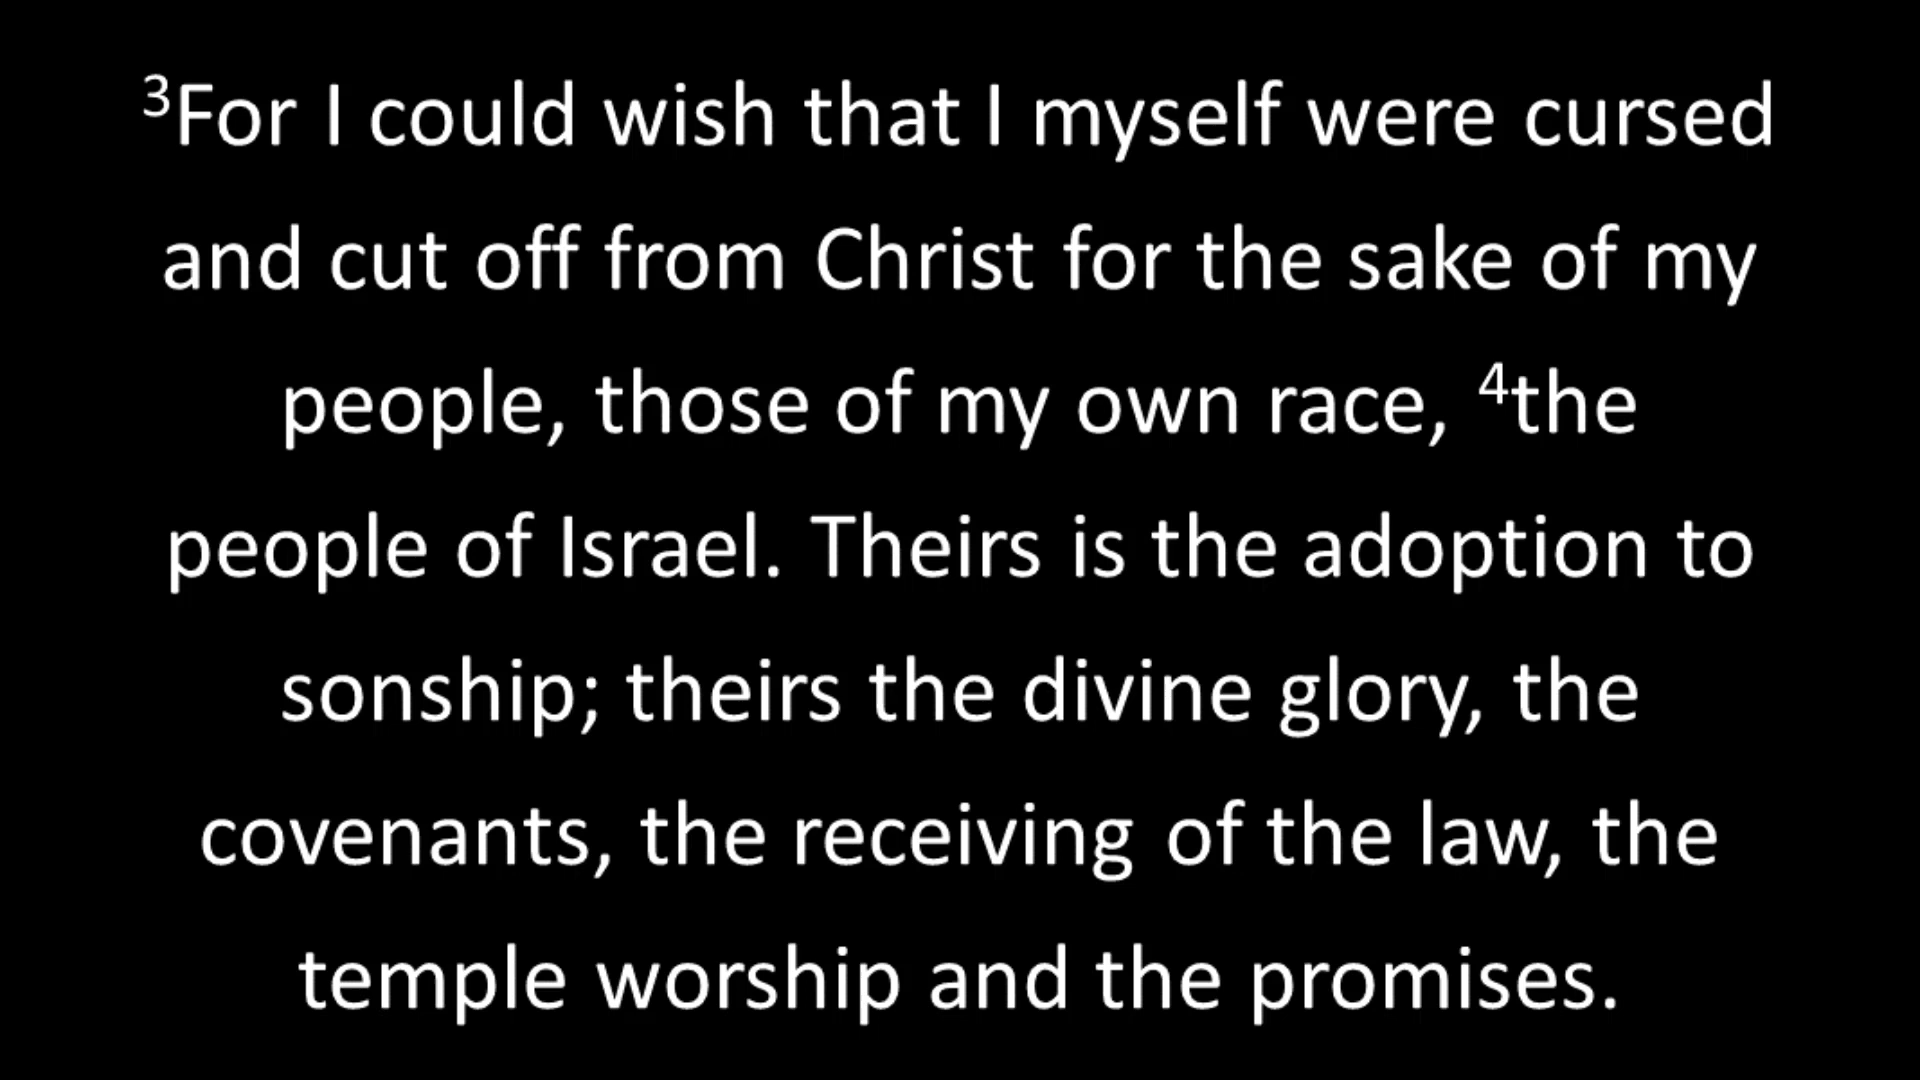 ³For I could wish that I myself were cursed
and cut off from Christ for the sake of my
people, those of my own race, ⁴the
people of Israel. Theirs is the adoption to
sonship; theirs the divine glory, the
covenants, the receiving of the law, the
temple worship and the promises.